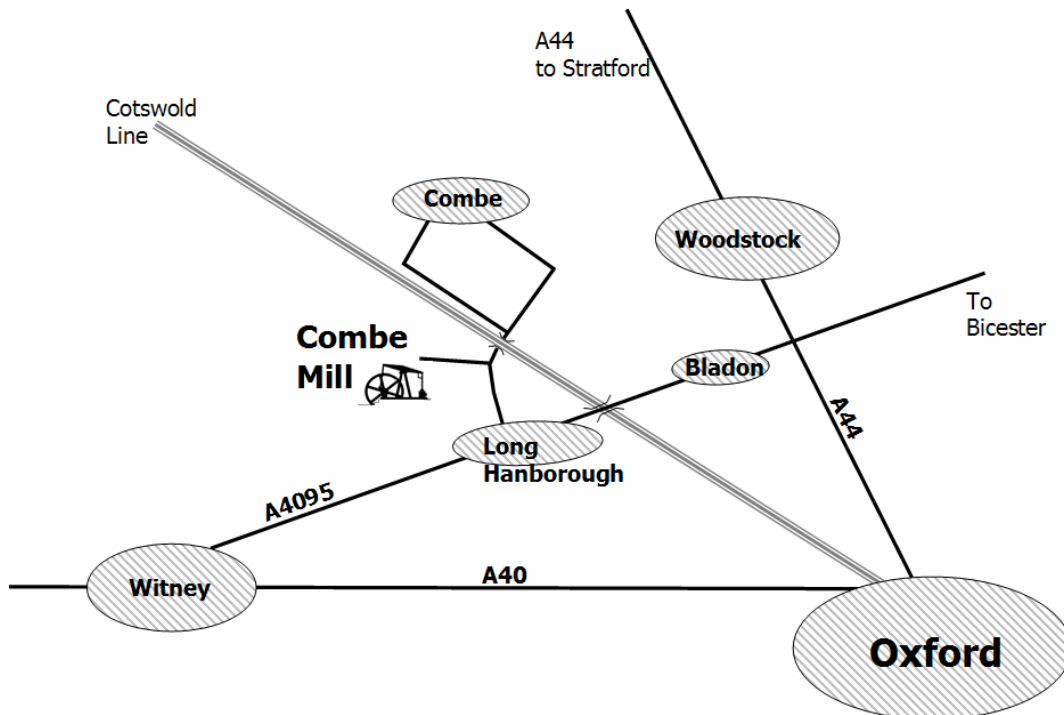 A44
to Stratford
Cotswold
Line
Combe
Woodstock
To
Bicester
Combe
Mill
Bladon
A44
Long
Hanborough
A4095
Witney
A40
Oxford